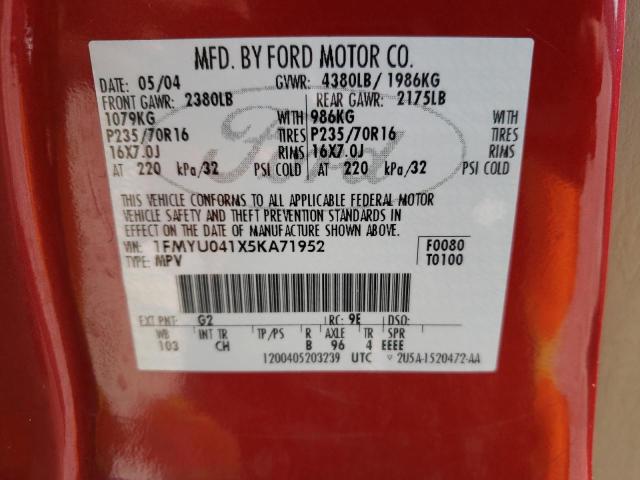 MFD. BY FORD MOTOR CO.
DATE: 05/04 GVWR: 4380LB/ 1986KG
FRONT GAWR: 2380LB REAR GAWR: 2175LB
1079KG WITH 986KG WITH
P235/70R16 TIRES P235/70R16 TIRES
16X7.0J RIMS 16X7.0J RIMS
AT 220 kPa/32 PSI COLD AT 220 kPa/32 PSI COLD
Ford
THIS VEHICLE CONFORMS TO ALL APPLICABLE FEDERAL MOTOR
VEHICLE SAFETY AND THEFT PREVENTION STANDARDS IN
EFFECT ON THE DATE OF MANUFACTURE SHOWN ABOVE.
VIN: 1FMYU041X5KA71952 F0080
TYPE: MPV T0100
EXT PNT: G2 RC: 9E DSO:
WB INT TR TP/PS R AXLE TR SPR
103 CH B 96 4 EEEE
1200405203239 UTC 2U5A-1520472-AA